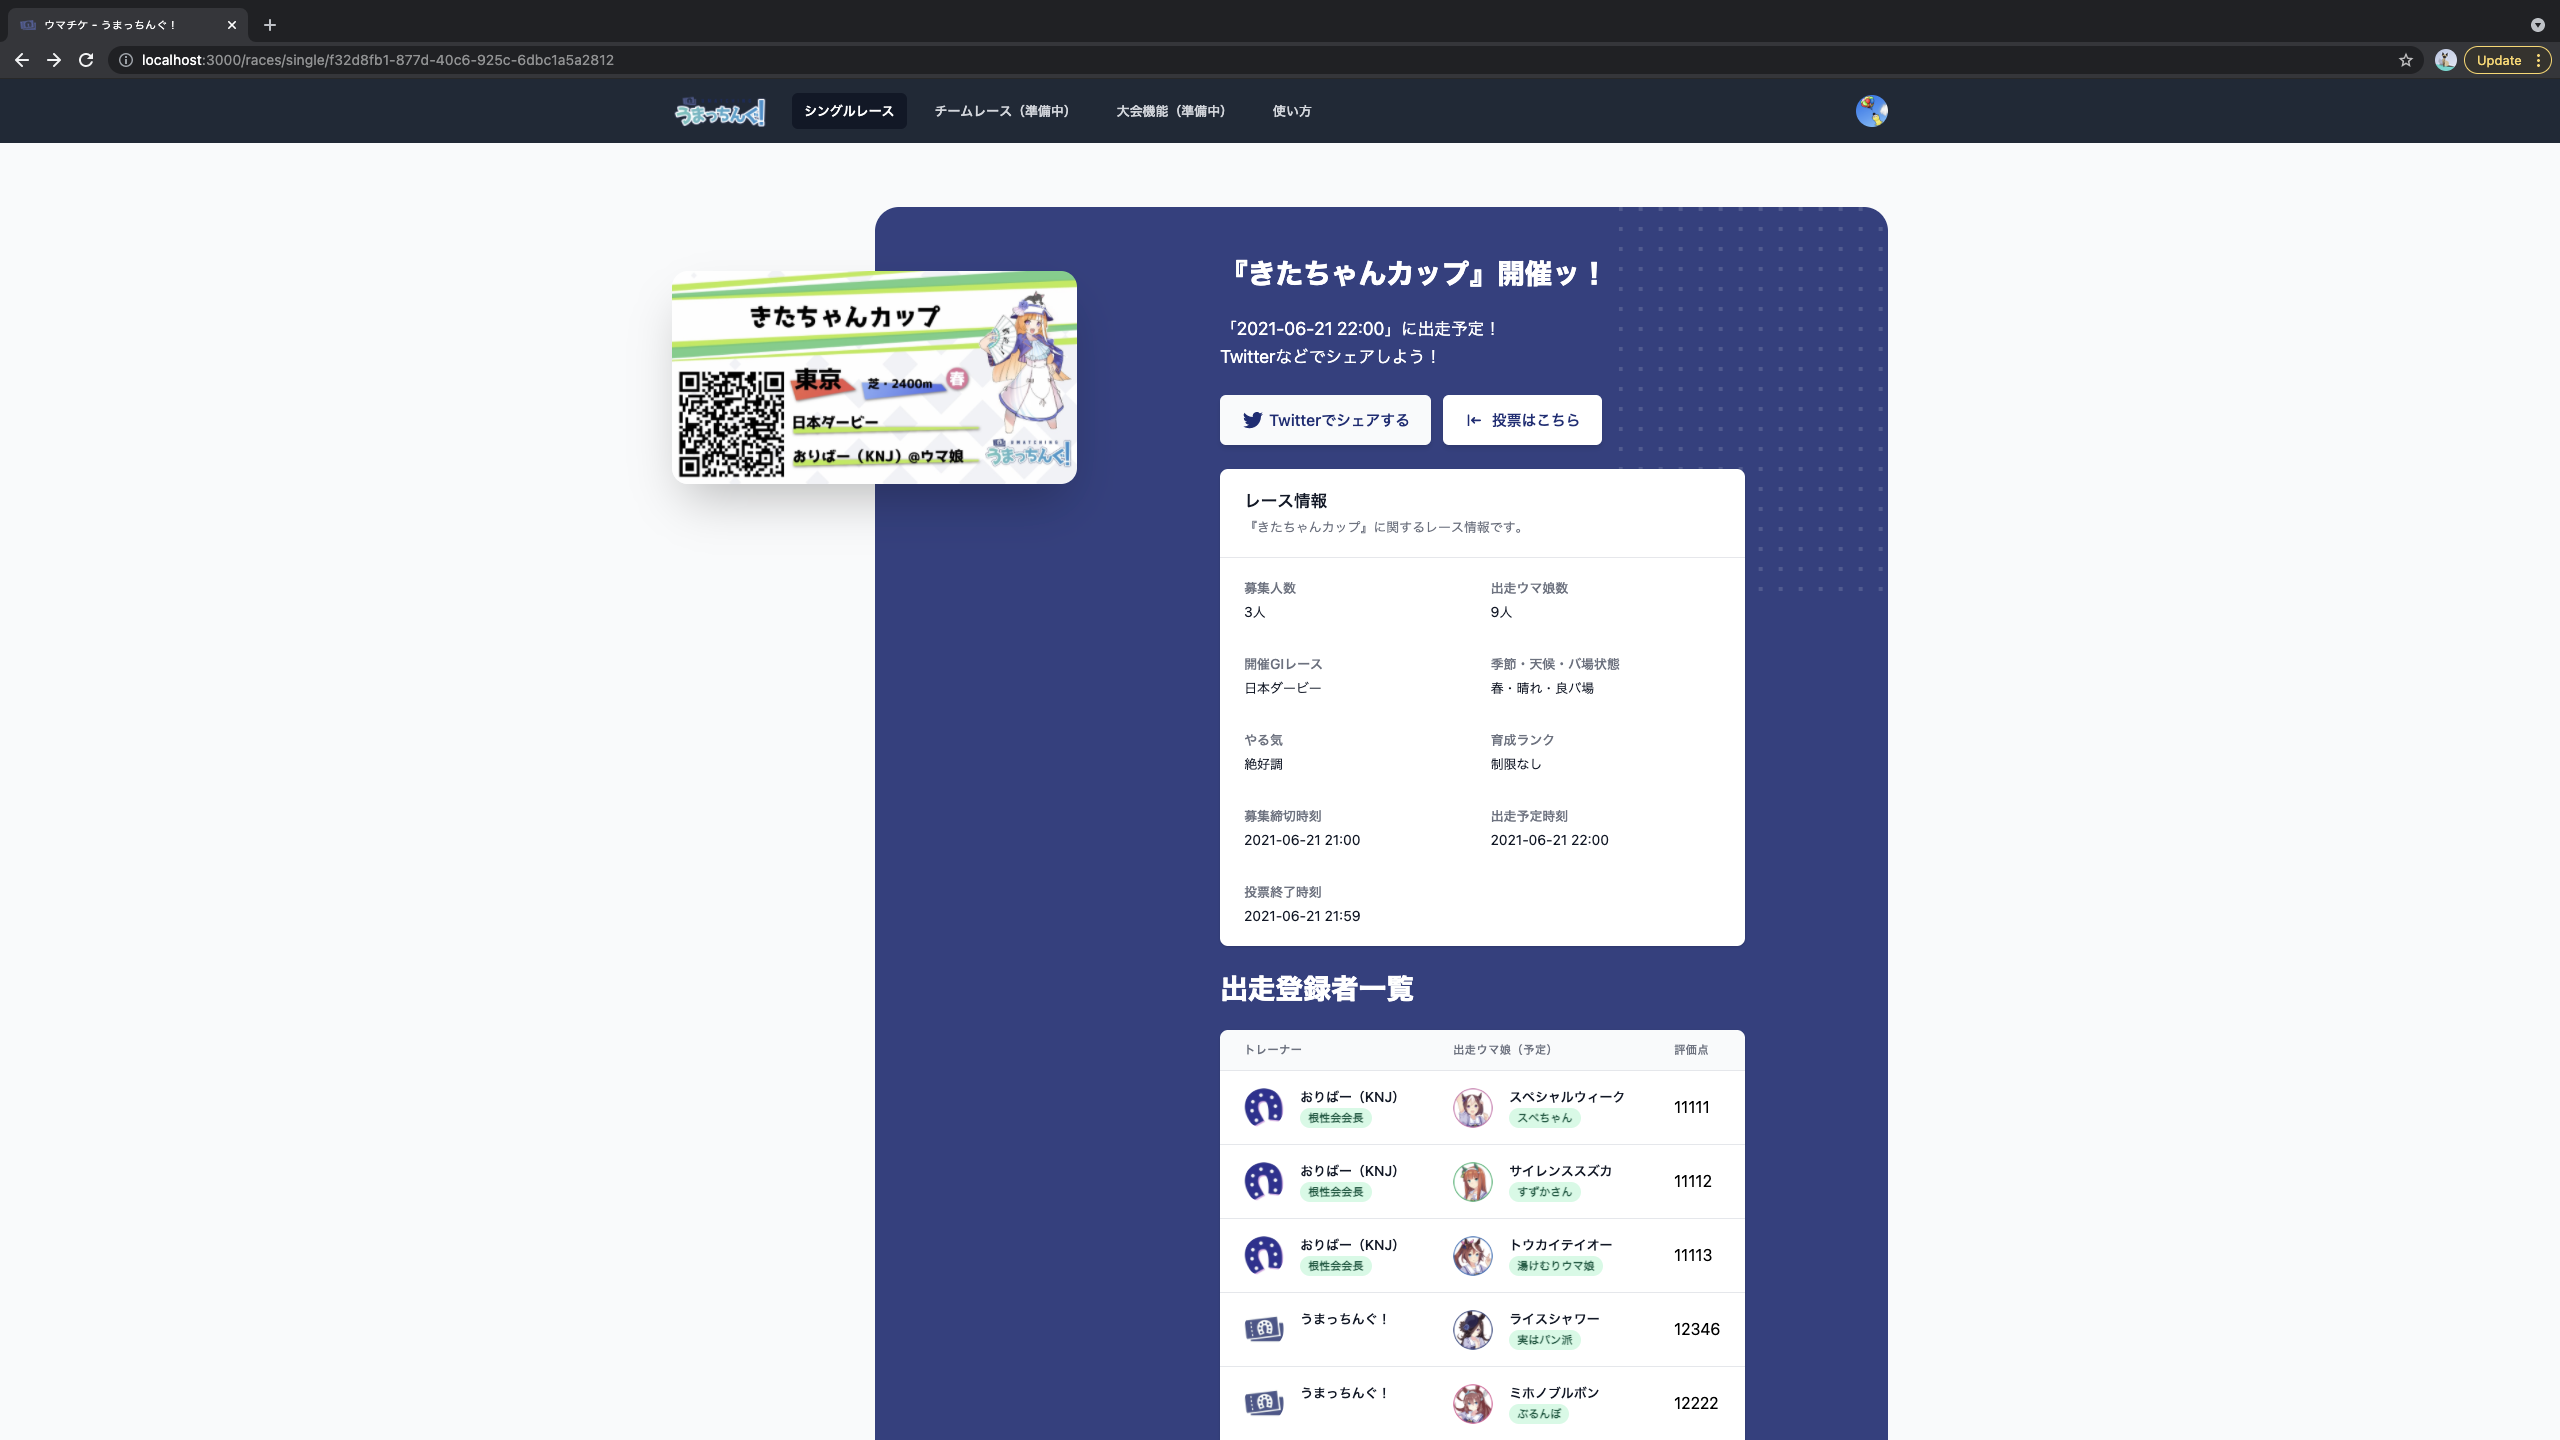 ウマチケ - うまっちんぐ！
localhost:3000/races/single/f32d8fb1-877d-40c6-925c-6dbc1a5a2812
Update
うまっちんぐ！
シングルレース
チームレース（準備中）
大会機能（準備中）
使い方
きたちゃんカップ
東京
芝・2400m
春
日本ダービー
おりばー（KNJ）@ウマ娘
UMATCHING
うまっちんぐ！
『きたちゃんカップ』開催ッ！
「2021-06-21 22:00」に出走予定！
Twitterなどでシェアしよう！
Twitterでシェアする
投票はこちら
レース情報
『きたちゃんカップ』に関するレース情報です。
募集人数
3人
出走ウマ娘数
9人
開催GIレース
日本ダービー
季節・天候・バ場状態
春・晴れ・良バ場
やる気
絶好調
育成ランク
制限なし
募集締切時刻
2021-06-21 21:00
出走予定時刻
2021-06-21 22:00
投票終了時刻
2021-06-21 21:59
出走登録者一覧
トレーナー 出走ウマ娘（予定） 評価点
おりばー（KNJ） スペシャルウィーク 11111
根性会会長 スペちゃん
おりばー（KNJ） サイレンススズカ 11112
根性会会長 すずかさん
おりばー（KNJ） トウカイテイオー 11113
根性会会長 湯けむりウマ娘
うまっちんぐ！ ライスシャワー 12346
実はパン派
うまっちんぐ！ ミホノブルボン 12222
ぶるんぼ